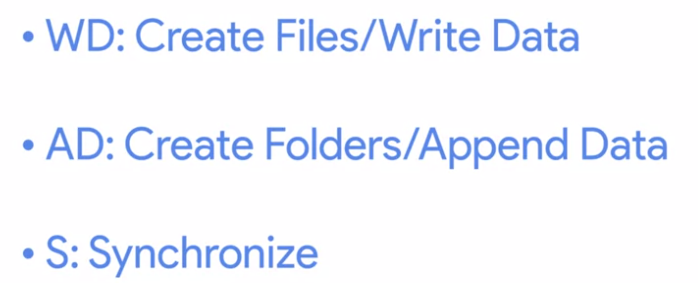 • WD: Create Files/Write Data
• AD: Create Folders/Append Data
• S: Synchronize